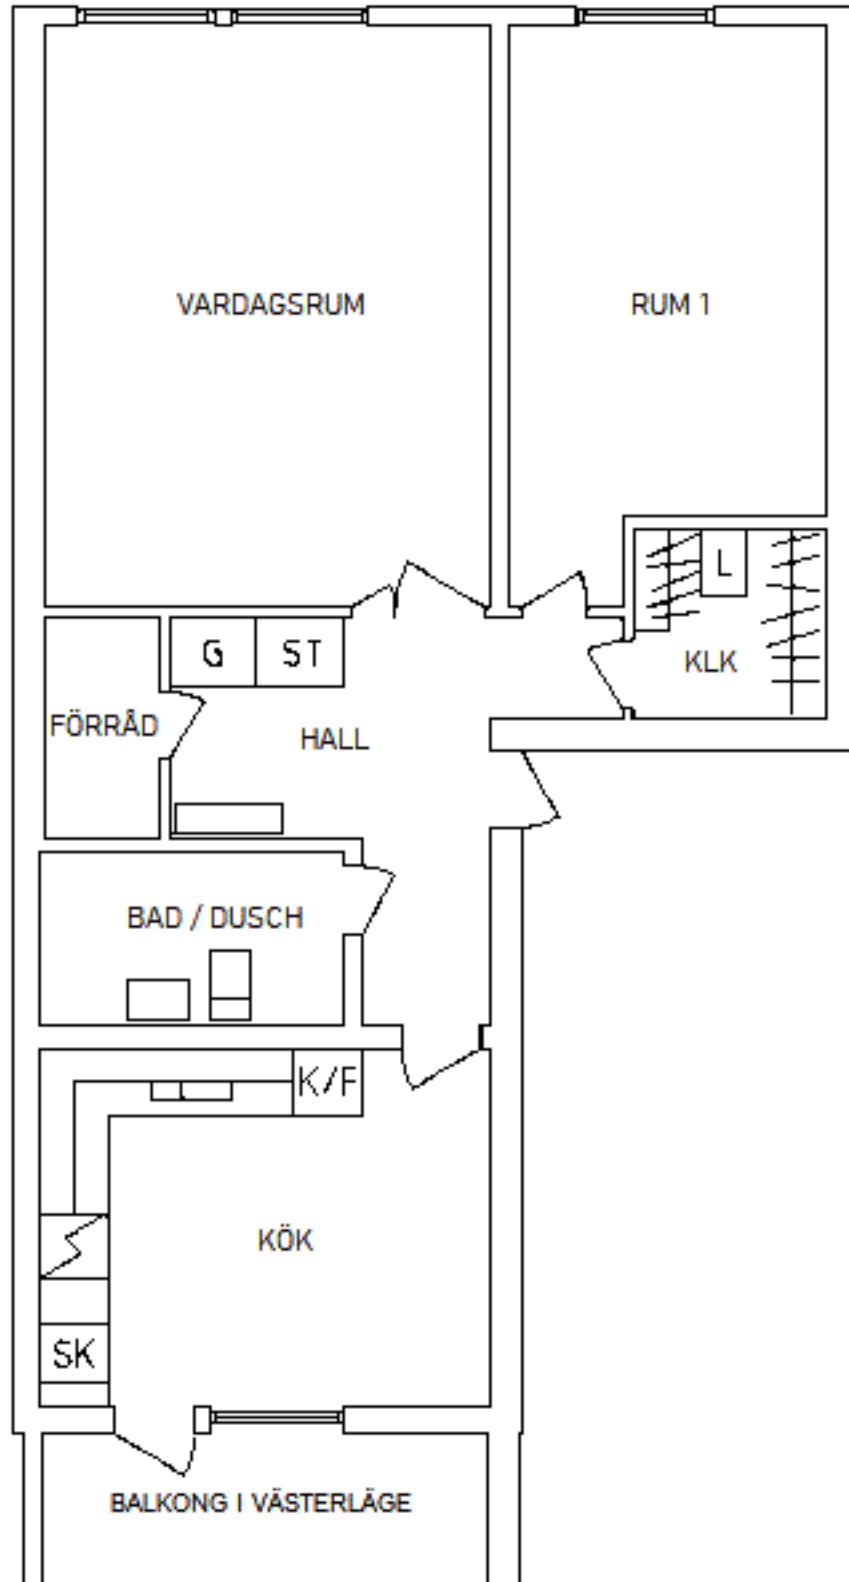 VARDAGSRUM
RUM 1
L
G
ST
KLK
FÖRRÅD
HALL
BAD / DUSCH
K/F
KÖK
SK
BALKONG I VÄSTERLÄGE